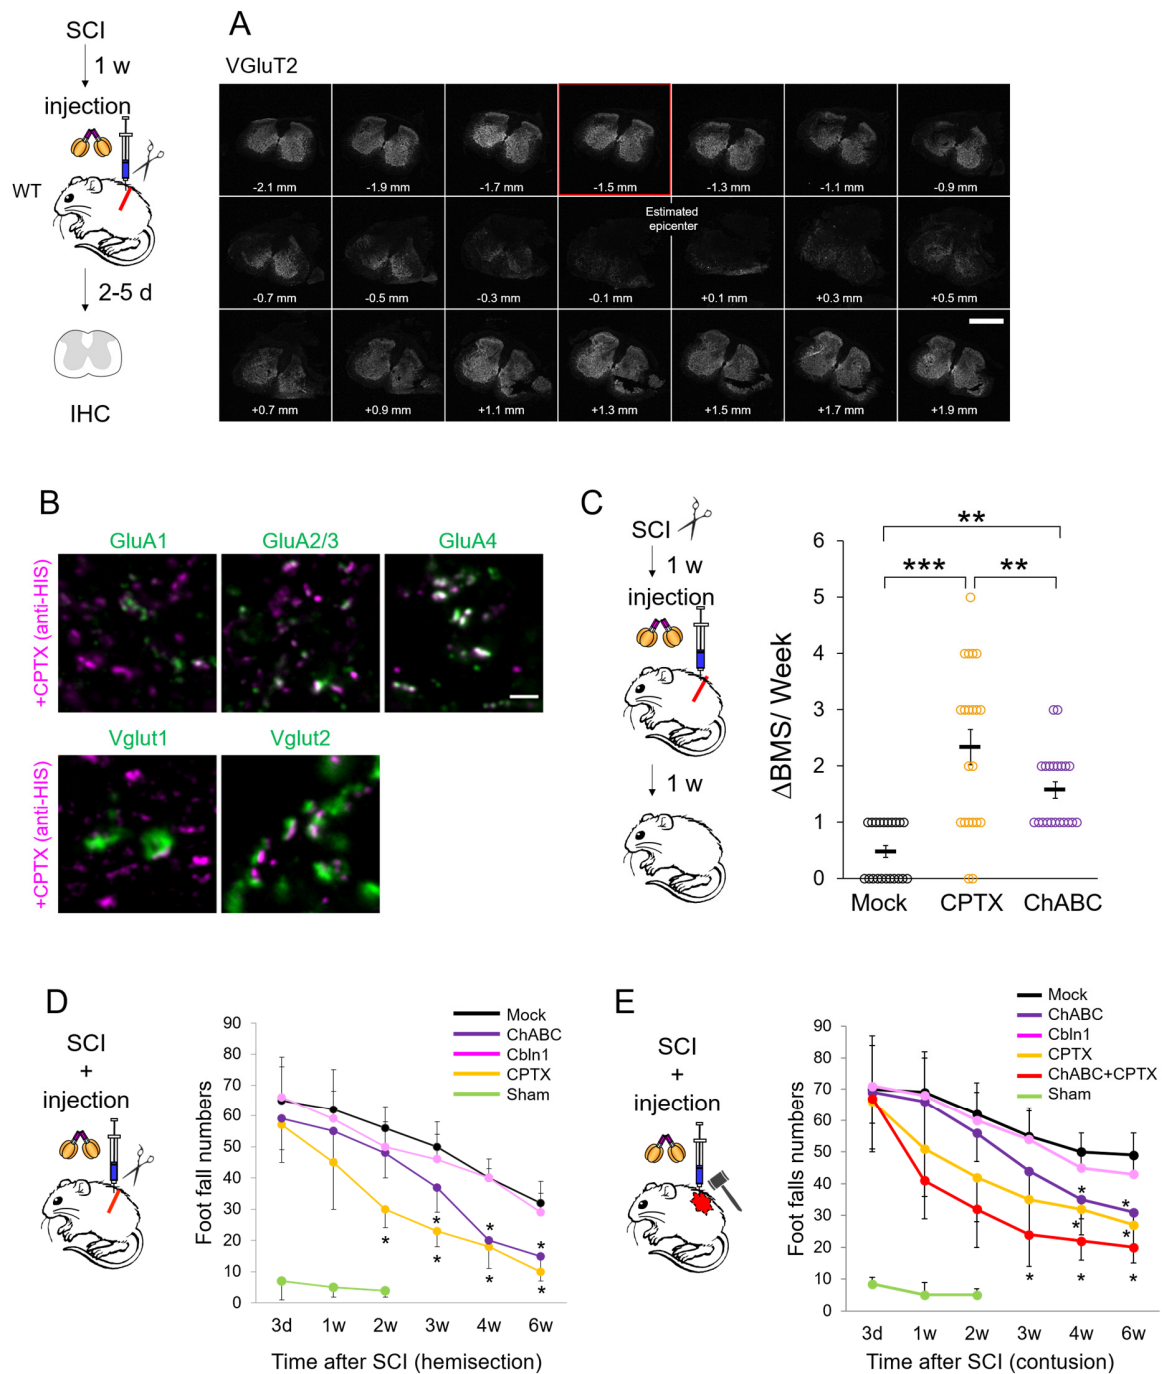 SCI
1 w
injection
WT
2-5 d
IHC
A
VGluT2
-2.1 mm
-1.9 mm
-1.7 mm
-1.5 mm
-1.3 mm
-1.1 mm
-0.9 mm
Estimated
epicenter
-0.7 mm
-0.5 mm
-0.3 mm
-0.1 mm
+0.1 mm
+0.3 mm
+0.5 mm
+0.7 mm
+0.9 mm
+1.1 mm
+1.3 mm
+1.5 mm
+1.7 mm
+1.9 mm
B
GluA1
GluA2/3
GluA4
+CPTX (anti-HIS)
Vglut1
Vglut2
+CPTX (anti-HIS)
C
SCI
1 w
injection
1 w
**
***
**
ΔBMS/ Week
6
5
4
3
2
1
0
Mock
CPTX
ChABC
D
SCI
+
injection
Mock
ChABC
Cbln1
CPTX
Sham
Foot fall numbers
90
80
70
60
50
40
30
20
10
0
*
*
*
*
*
*
*
3d
1w
2w
3w
4w
6w
Time after SCI (hemisection)
E
SCI
+
injection
Mock
ChABC
Cbln1
CPTX
ChABC+CPTX
Sham
Foot falls numbers
90
80
70
60
50
40
30
20
10
0
*
*
*
*
*
*
*
3d
1w
2w
3w
4w
6w
Time after SCI (contusion)